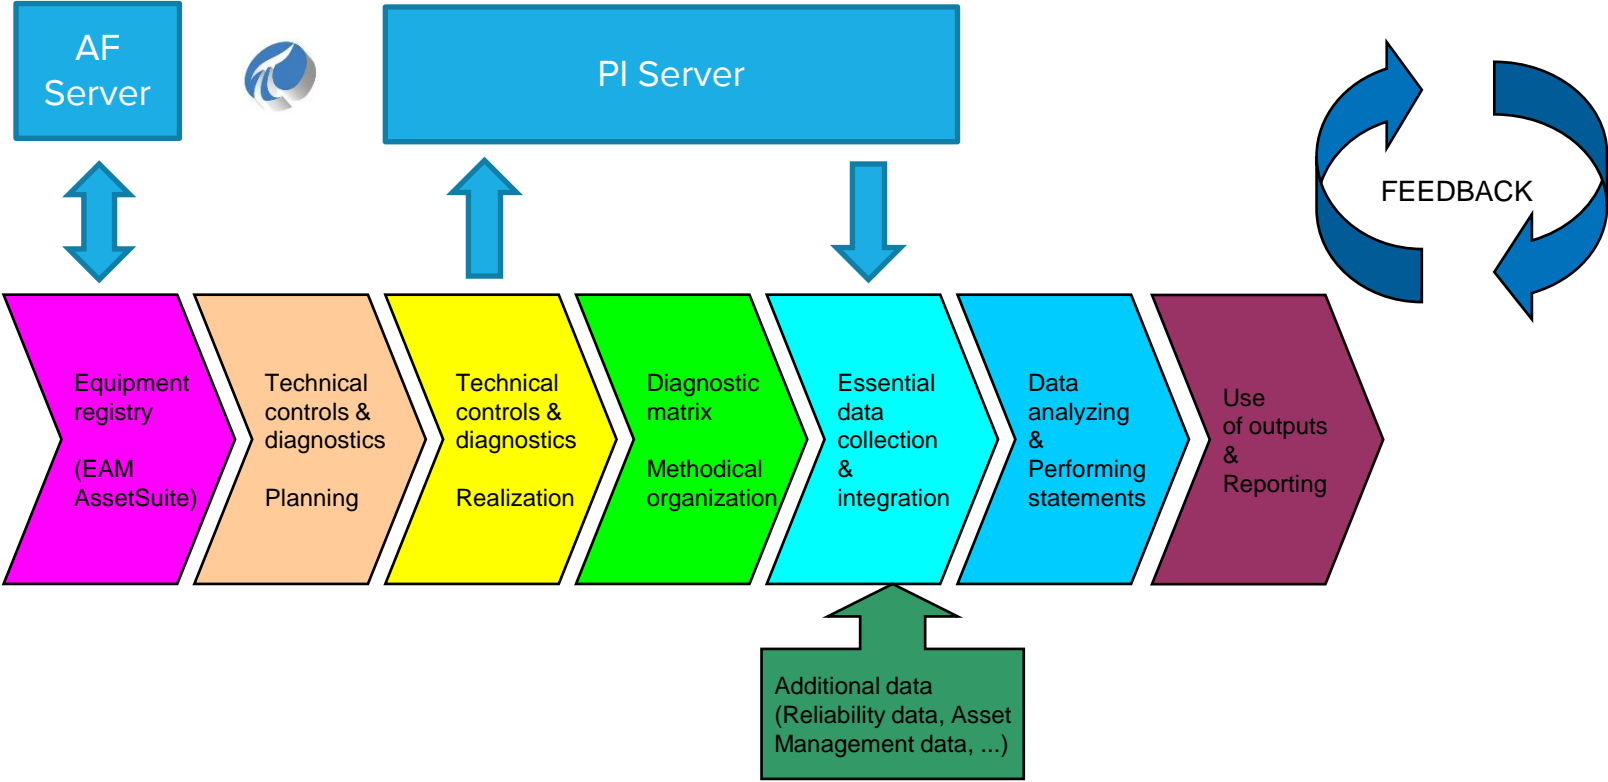 AF
Server
PI Server
FEEDBACK
Equipment
registry
(EAM
AssetSuite)
Technical
controls &
diagnostics
Planning
Technical
controls &
diagnostics
Realization
Diagnostic
matrix
Methodical
organization
Essential
data
collection
&
integration
Data
analyzing
&
Performing
statements
Use
of outputs
&
Reporting
Additional data
(Reliability data, Asset
Management data, ...)